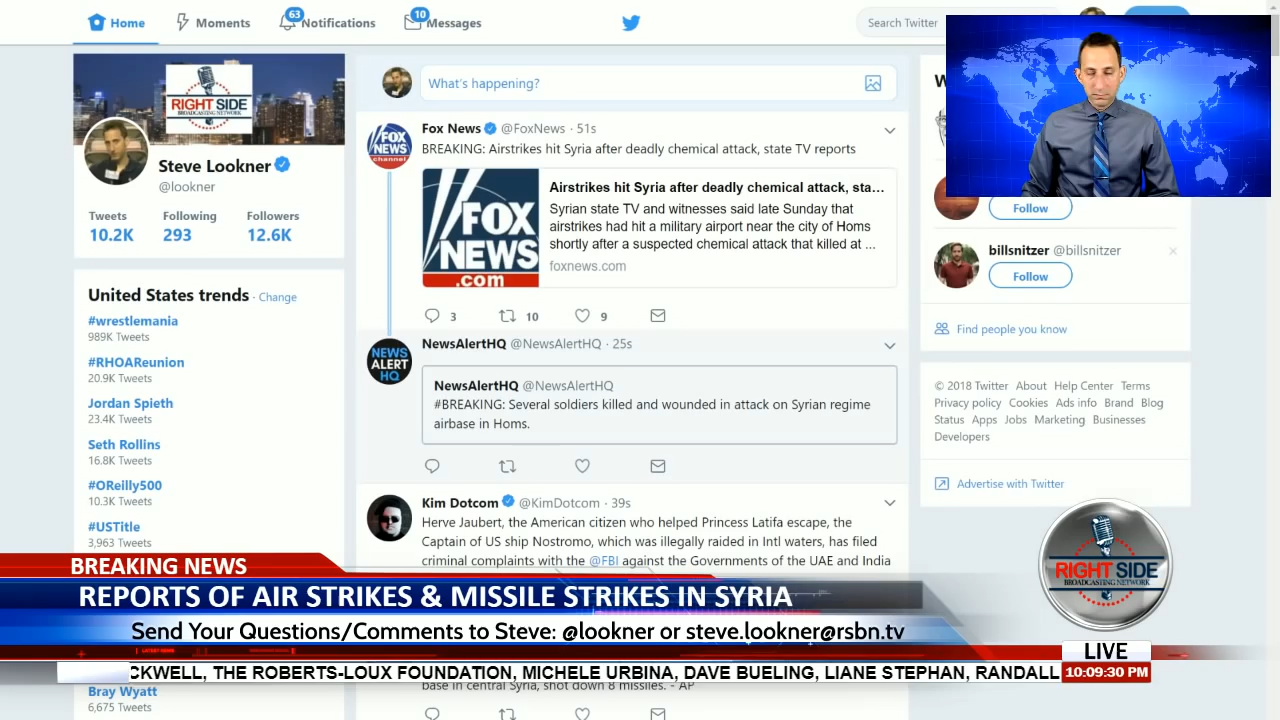 Home
Moments
63
Notifications
10
Messages
Search Twitter
RIGHT SIDE
BROADCASTING NETWORK
Steve Lookner
@lookner
Tweets Following Followers
10.2K 293 12.6K
United States trends · Change
#wrestlemania
989K Tweets
#RHOAReunion
20.9K Tweets
Jordan Spieth
23.4K Tweets
Seth Rollins
16.8K Tweets
#OReilly500
10.3K Tweets
#USTitle
3,963 Tweets
What's happening?
FOX
NEWS
channel
Fox News @FoxNews · 51s
BREAKING: Airstrikes hit Syria after deadly chemical attack, state TV reports
FOX
NEWS
.com
Airstrikes hit Syria after deadly chemical attack, sta...
Syrian state TV and witnesses said late Sunday that
airstrikes had hit a military airport near the city of Homs
shortly after a suspected chemical attack that killed at ...
foxnews.com
3 10 9
NEWS
ALERT
HQ
NewsAlertHQ @NewsAlertHQ · 25s
NewsAlertHQ @NewsAlertHQ
#BREAKING: Several soldiers killed and wounded in attack on Syrian regime
airbase in Homs.
Kim Dotcom @KimDotcom · 39s
Herve Jaubert, the American citizen who helped Princess Latifa escape, the
Captain of US ship Nostromo, which was illegally raided in Intl waters, has filed
criminal complaints with the @FBI against the Governments of the UAE and India
W
Follow
billsnitzer @billsnitzer
Follow
Find people you know
© 2018 Twitter About Help Center Terms
Privacy policy Cookies Ads info Brand Blog
Status Apps Jobs Marketing Businesses
Developers
Advertise with Twitter
RIGHT SIDE
BROADCASTING NETWORK
BREAKING NEWS
REPORTS OF AIR STRIKES & MISSILE STRIKES IN SYRIA
Send Your Questions/Comments to Steve: @lookner or steve.lookner@rsbn.tv
LATEST NEWS
LIVE
10:09:30 PM
CKWELL, THE ROBERTS-LOUX FOUNDATION, MICHELE URBINA, DAVE BUELING, LIANE STEPHAN, RANDALL
base in central Syria, shot down 8 missiles. - AP
Bray Wyatt
6,675 Tweets